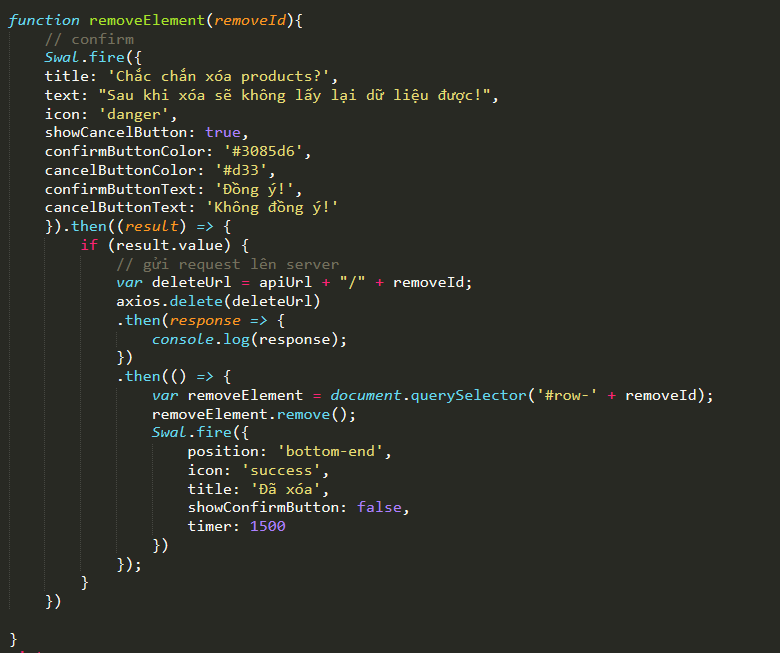 function removeElement(removeId){
// confirm
Swal.fire({
title: 'Chắc chắn xóa products?',
text: "Sau khi xóa sẽ không lấy lại dữ liệu được!",
icon: 'danger',
showCancelButton: true,
confirmButtonColor: '#3085d6',
cancelButtonColor: '#d33',
confirmButtonText: 'Đồng ý!',
cancelButtonText: 'Không đồng ý!'
}).then((result) => {
if (result.value) {
// gửi request lên server
var deleteUrl = apiUrl + "/" + removeId;
axios.delete(deleteUrl)
.then(response => {
console.log(response);
})
.then(() => {
var removeElement = document.querySelector('#row-' + removeId);
removeElement.remove();
Swal.fire({
position: 'bottom-end',
icon: 'success',
title: 'Đã xóa',
showConfirmButton: false,
timer: 1500
})
});
}
})
}